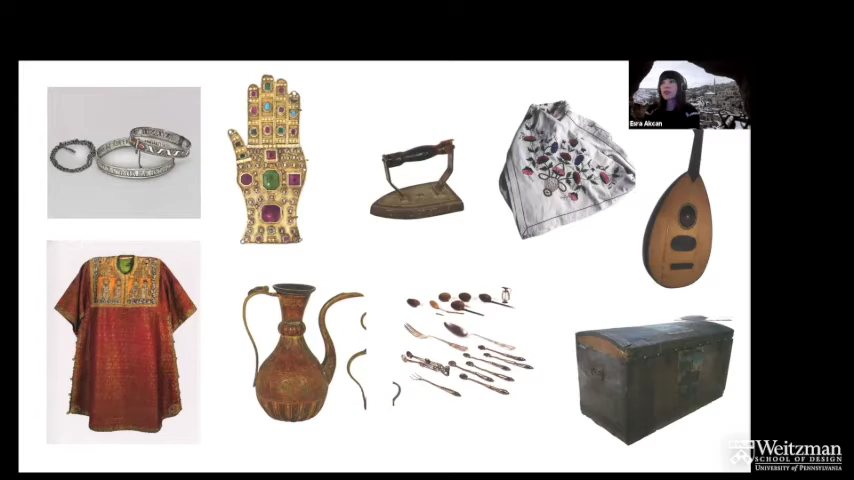 Esra Akcan
Weitzman
SCHOOL OF DESIGN
UNIVERSITY OF PENNSYLVANIA